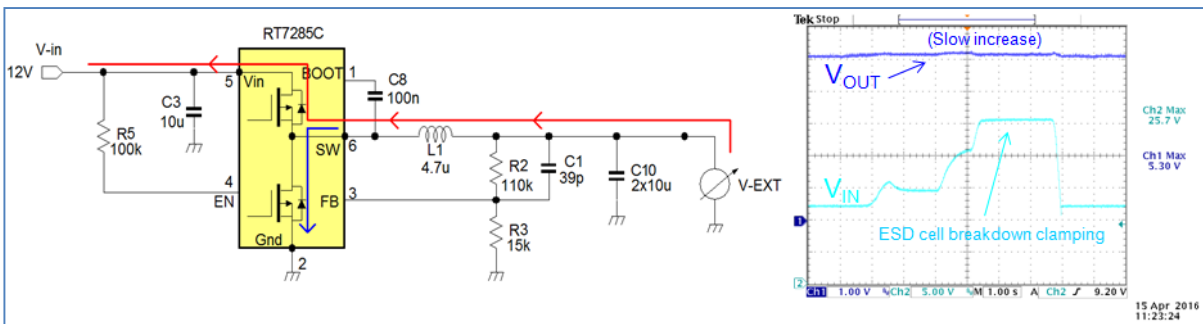 RT7285C
V-in
12V
5
Vin
BOOT
1
C8
100n
C3
10u
R5
100k
SW
6
L1
4.7u
R2
110k
C1
39p
C10
2x10u
V-EXT
4
EN
FB
3
R3
15k
Gnd
2
Tek Stop
(Slow increase)
VOUT
Ch2 Max
25.7 V
Ch1 Max
5.30 V
VIN
1
ESD cell breakdown clamping
2
Ch1 1.00 V Ch2 5.00 V M 1.00 s A Ch2 ƒ 9.20 V
15 Apr 2016
11:23:24